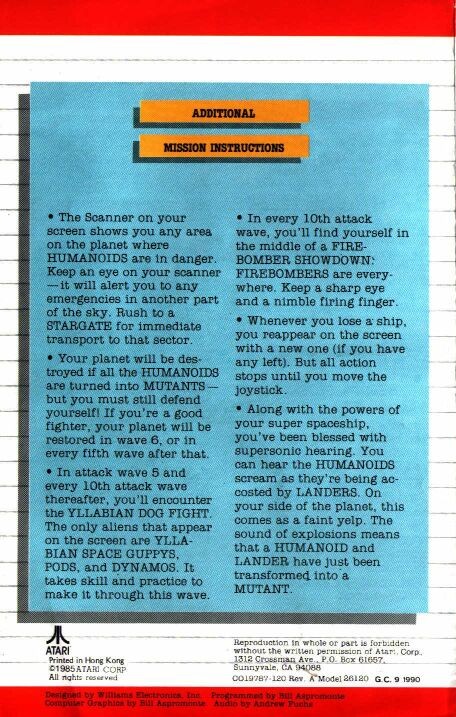 ADDITIONAL
MISSION INSTRUCTIONS
• The Scanner on your
screen shows you any area
on the planet where
HUMANOIDS are in danger.
Keep an eye on your scanner
—it will alert you to any
emergencies in another part
of the sky. Rush to a
STARGATE for immediate
transport to that sector.
• Your planet will be des-
troyed if all the HUMANOIDS
are turned into MUTANTS—
but you must still defend
yourself! If you're a good
fighter, your planet will be
restored in wave 6, or in
every fifth wave after that.
• In attack wave 5 and
every 10th attack wave
thereafter, you'll encounter
the YLLABIAN DOG FIGHT.
The only aliens that appear
on the screen are YLLA-
BIAN SPACE GUPPYS,
PODS, and DYNAMOS. It
takes skill and practice to
make it through this wave.
• In every 10th attack
wave, you'll find yourself in
the middle of a FIRE-
BOMBER SHOWDOWN:
FIREBOMBERS are every-
where. Keep a sharp eye
and a nimble firing finger.
• Whenever you lose a ship,
you reappear on the screen
with a new one (if you have
any left). But all action
stops until you move the
joystick.
• Along with the powers of
your super spaceship,
you've been blessed with
supersonic hearing. You
can hear the HUMANOIDS
scream as they're being ac-
costed by LANDERS. On
your side of the planet, this
comes as a faint yelp. The
sound of explosions means
that a HUMANOID and
LANDER have just been
transformed into a
MUTANT.
ATARI
Printed in Hong Kong
©1985 ATARI CORP
All rights reserved
Reproduction in whole or part is forbidden
without the written permission of Atari Corp.,
1312 Crossman Ave., P.O. Box 61657,
Sunnyvale, CA 94088
CO19787-120 Rev. A Model 26120 G.C. 9 1990
Designed by Williams Electronics, Inc. Programmed by Bill Aspromonte
Computer Graphics by Bill Aspromonte Audio by Andrew Fuchs